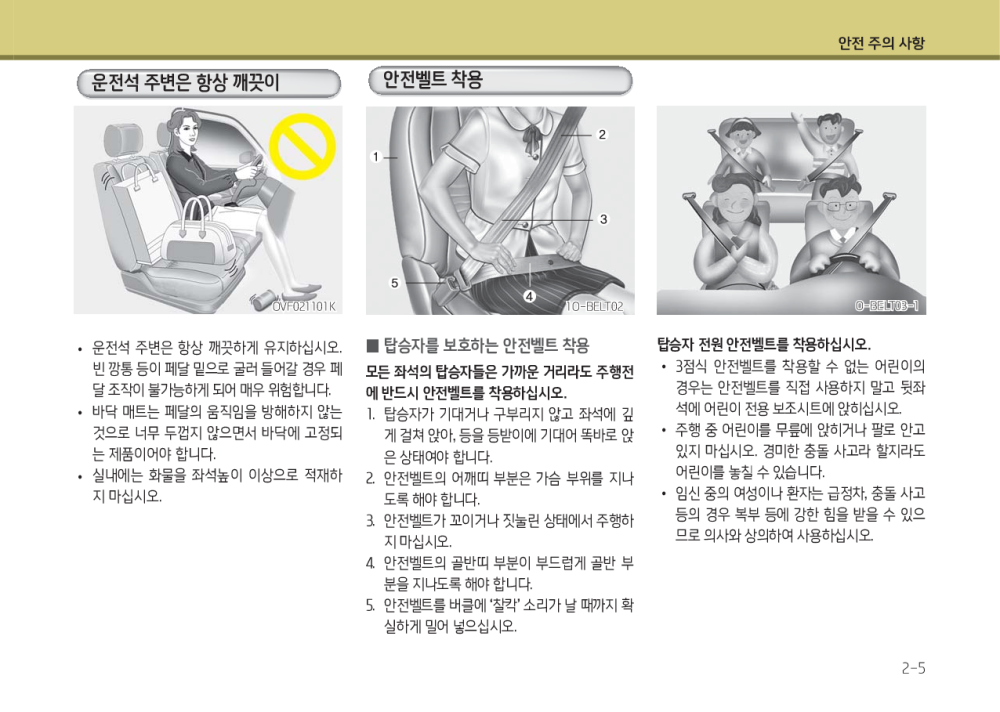 안전 주의 사항
운전석 주변은 항상 깨끗이
OVF021101K
• 운전석 주변은 항상 깨끗하게 유지하십시오.
빈 깡통 등이 페달 밑으로 굴러 들어갈 경우 페
달 조작이 불가능하게 되어 매우 위험합니다.
• 바닥 매트는 페달의 움직임을 방해하지 않는
것으로 너무 두껍지 않으면서 바닥에 고정되
는 제품이어야 합니다.
• 실내에는 화물을 좌석높이 이상으로 적재하
지 마십시오.
안전벨트 착용
1
2
3
4
5
1O-BELT02
■ 탑승자를 보호하는 안전벨트 착용
모든 좌석의 탑승자들은 가까운 거리라도 주행전
에 반드시 안전벨트를 착용하십시오.
1. 탑승자가 기대거나 구부리지 않고 좌석에 깊
게 걸쳐 앉아, 등을 등받이에 기대어 똑바로 앉
은 상태여야 합니다.
2. 안전벨트의 어깨띠 부분은 가슴 부위를 지나
도록 해야 합니다.
3. 안전벨트가 꼬이거나 짓눌린 상태에서 주행하
지 마십시오.
4. 안전벨트의 골반띠 부분이 부드럽게 골반 부
분을 지나도록 해야 합니다.
5. 안전벨트를 버클에 ‘찰칵’ 소리가 날 때까지 확
실하게 밀어 넣으십시오.
O-BELT03-1
탑승자 전원 안전벨트를 착용하십시오.
• 3점식 안전벨트를 착용할 수 없는 어린이의
경우는 안전벨트를 직접 사용하지 말고 뒷좌
석에 어린이 전용 보조시트에 앉히십시오.
• 주행 중 어린이를 무릎에 앉히거나 팔로 안고
있지 마십시오. 경미한 충돌 사고라 할지라도
어린이를 놓칠 수 있습니다.
• 임신 중의 여성이나 환자는 급정차, 충돌 사고
등의 경우 복부 등에 강한 힘을 받을 수 있으
므로 의사와 상의하여 사용하십시오.
2-5